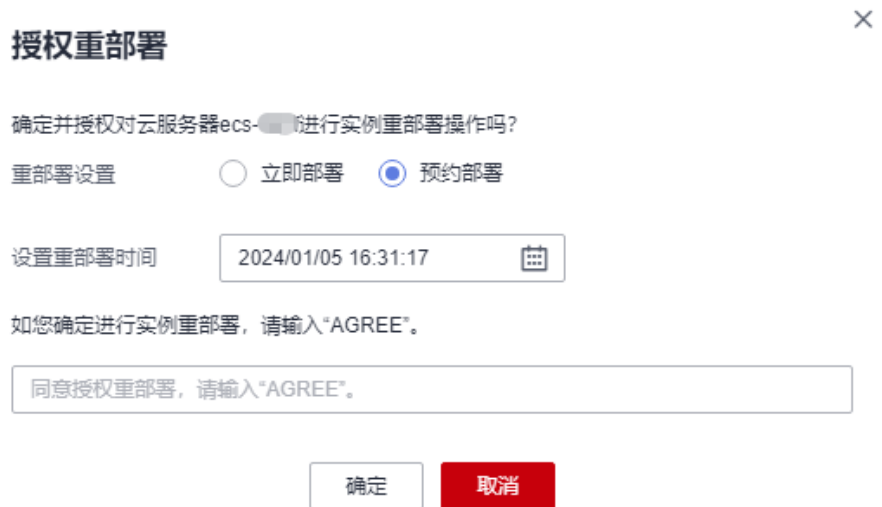 授权重部署
确定并授权对云服务器ecs-进行实例重部署操作吗？
重部署设置 立即部署 预约部署
设置重部署时间 2024/01/05 16:31:17
如您确定进行实例重部署，请输入“AGREE”。
同意授权重部署，请输入“AGREE”。
确定 取消